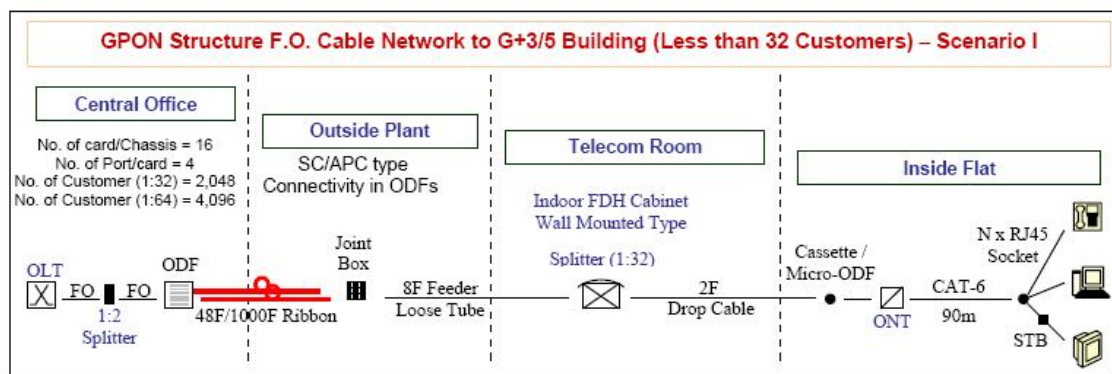 GPON Structure F.O. Cable Network to G+3/5 Building (Less than 32 Customers) – Scenario I
Central Office
No. of card/Chassis = 16
No. of Port/card = 4
No. of Customer (1:32) = 2,048
No. of Customer (1:64) = 4,096
OLT
FO
FO
1:2
Splitter
ODF
48F/1000F Ribbon
Outside Plant
SC/APC type
Connectivity in ODFs
Joint
Box
8F Feeder
Loose Tube
Telecom Room
Indoor FDH Cabinet
Wall Mounted Type
Splitter (1:32)
2F
Drop Cable
Inside Flat
Cassette /
Micro-ODF
ONT
CAT-6
90m
N x RJ45
Socket
STB